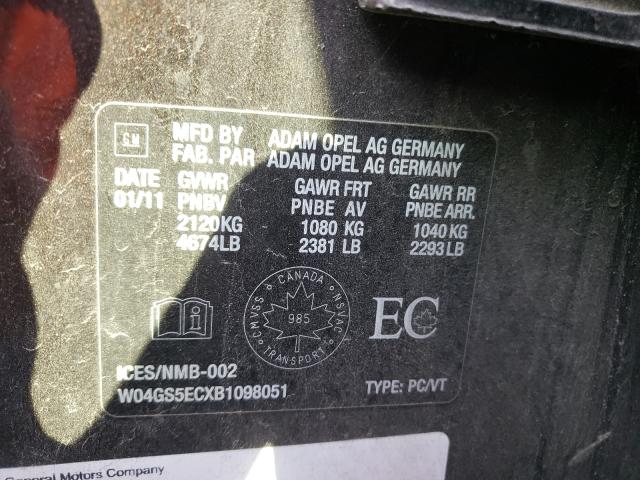 GM
MFD BY ADAM OPEL AG GERMANY
FAB. PAR ADAM OPEL AG GERMANY
DATE GVWR GAWR FRT GAWR RR
01/11 PNBV PNBE AV PNBE ARR.
2120KG 1080 KG 1040 KG
4674LB 2381 LB 2293 LB
CANADA
CMVSS 985 NSVAC
TRANSPORT
i
EC
ICES/NMB-002
W04GS5ECXB1098051 TYPE: PC/VT
General Motors Company